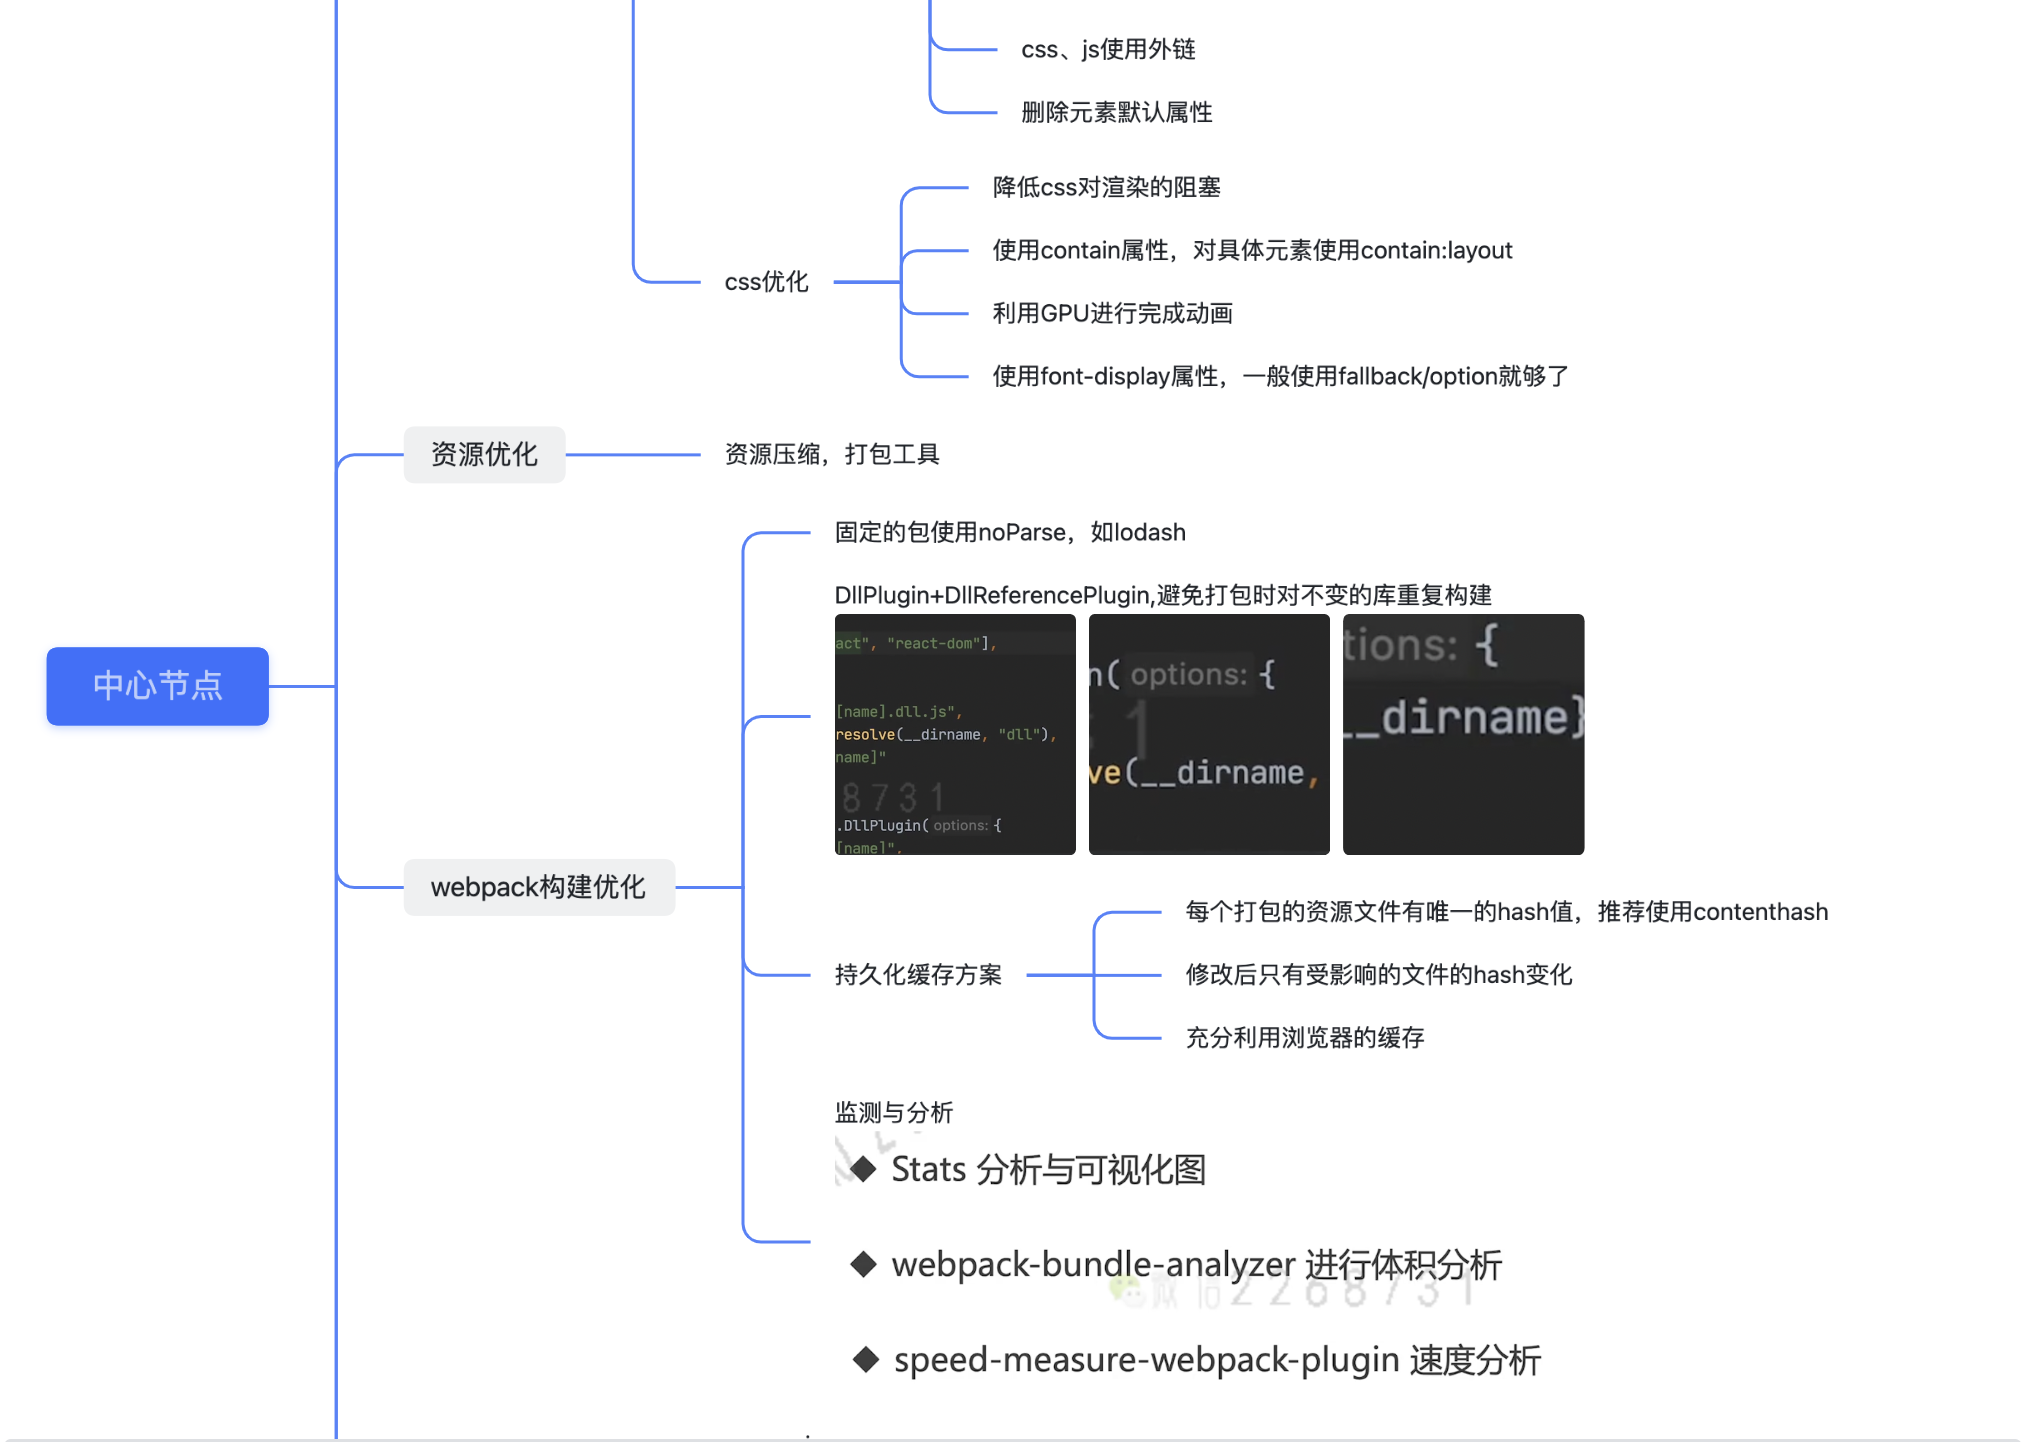 css、js使用外链
删除元素默认属性
降低css对渲染的阻塞
使用contain属性，对具体元素使用contain:layout
css优化
利用GPU进行完成动画
使用font-display属性，一般使用fallback/option就够了
资源优化
资源压缩，打包工具
固定的包使用noParse，如lodash
DllPlugin+DllReferencePlugin,避免打包时对不变的库重复构建
act", "react-dom"],
[name].dll.js",
resolve(__dirname, "dll"),
name]"
8731
.DllPlugin( options: {
[name]",
n( options: {
1
ve(__dirname,
tions: {
__dirname}
中心节点
webpack构建优化
每个打包的资源文件有唯一的hash值，推荐使用contenthash
持久化缓存方案
修改后只有受影响的文件的hash变化
充分利用浏览器的缓存
监测与分析
◆ Stats 分析与可视化图
◆ webpack-bundle-analyzer 进行体积分析
微信2268731
◆ speed-measure-webpack-plugin 速度分析